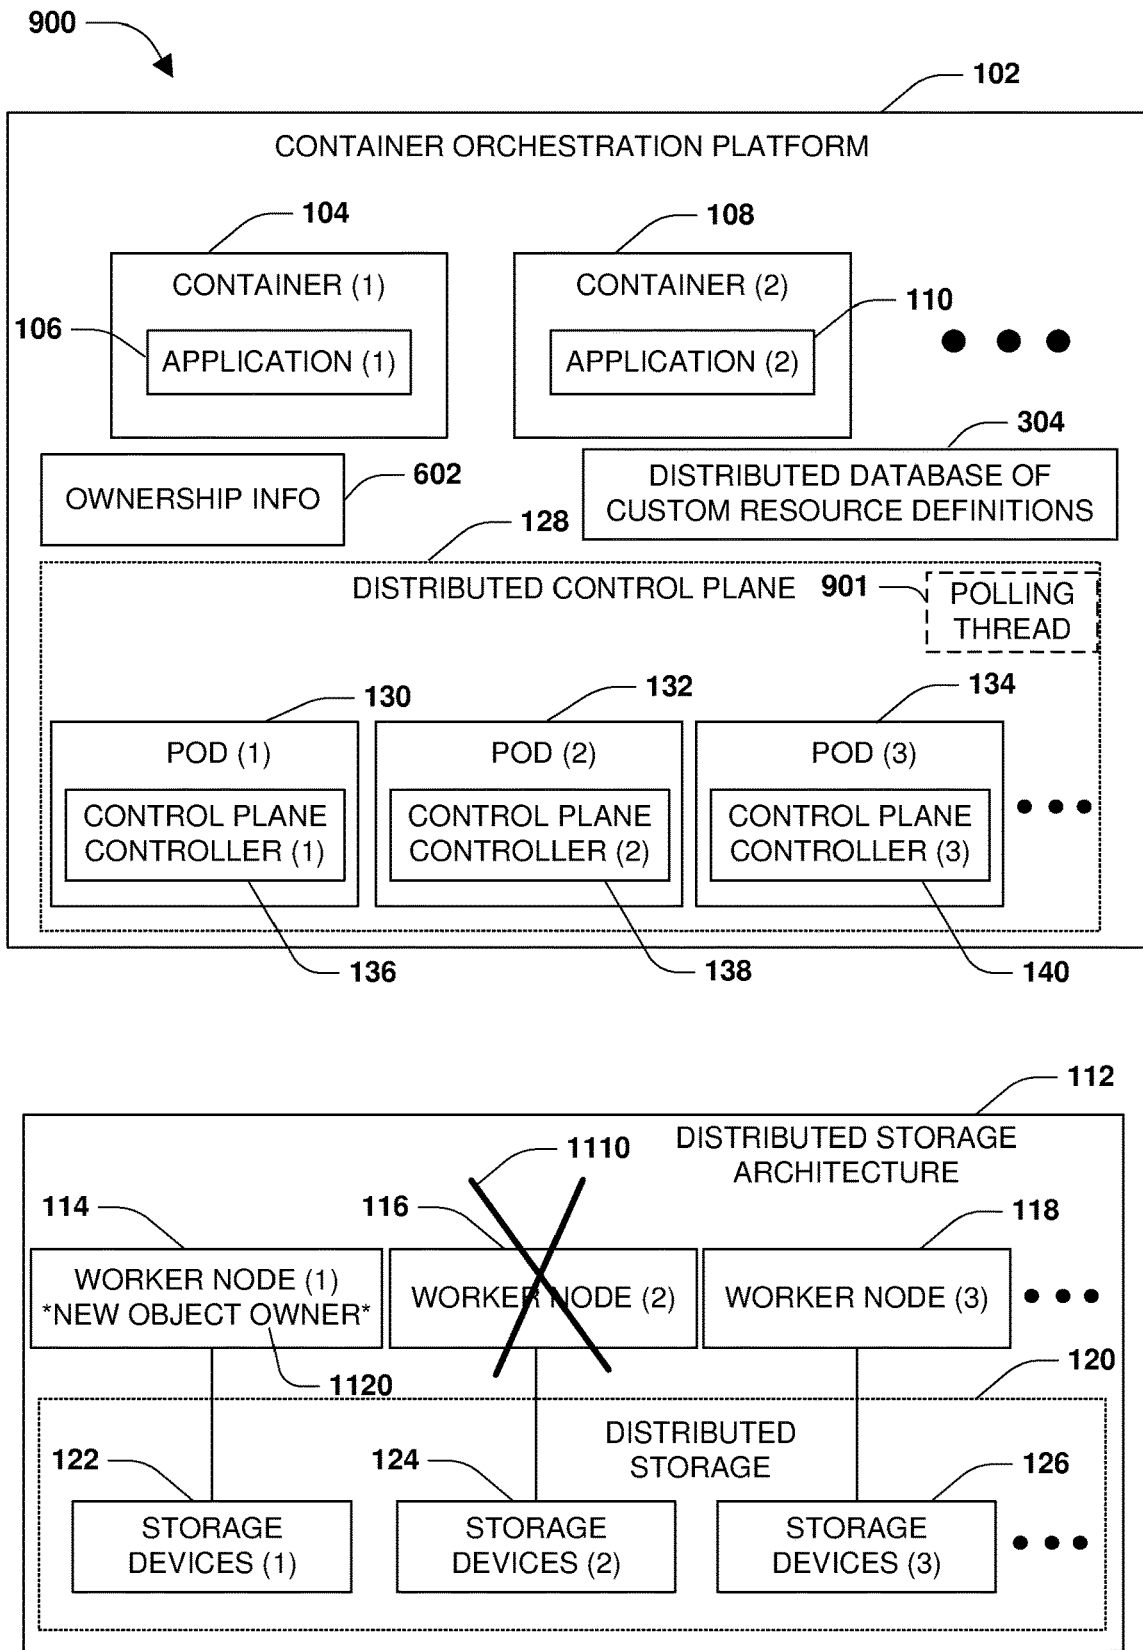 900
102
CONTAINER ORCHESTRATION PLATFORM
104
108
CONTAINER (1)
CONTAINER (2)
106
110
APPLICATION (1)
APPLICATION (2)
304
602
OWNERSHIP INFO
DISTRIBUTED DATABASE OF
CUSTOM RESOURCE DEFINITIONS
128
DISTRIBUTED CONTROL PLANE
901
POLLING
THREAD
130
132
134
POD (1)
POD (2)
POD (3)
CONTROL PLANE
CONTROLLER (1)
CONTROL PLANE
CONTROLLER (2)
CONTROL PLANE
CONTROLLER (3)
136
138
140
112
DISTRIBUTED STORAGE
ARCHITECTURE
1110
114
116
118
WORKER NODE (1)
*NEW OBJECT OWNER*
WORKER NODE (2)
WORKER NODE (3)
1120
120
DISTRIBUTED
STORAGE
122
124
126
STORAGE
DEVICES (1)
STORAGE
DEVICES (2)
STORAGE
DEVICES (3)